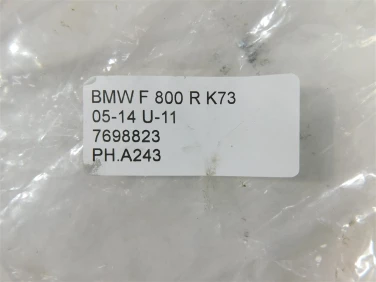 BMW F 800 R K73
05-14 U-11
7698823
PH.A243